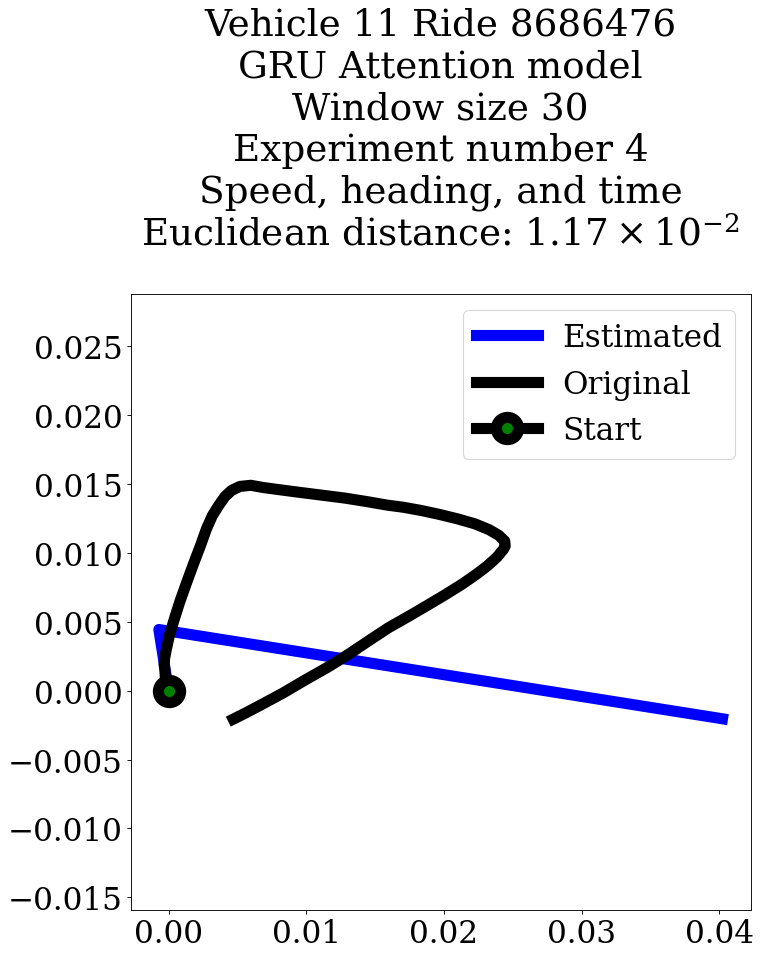 Vehicle 11 Ride 8686476
GRU Attention model
Window size 30
Experiment number 4
Speed, heading, and time
Euclidean distance: 1.17 × 10⁻²
Estimated
Original
Start
0.025
0.020
0.015
0.010
0.005
0.000
−0.005
−0.010
−0.015
0.00 0.01 0.02 0.03 0.04